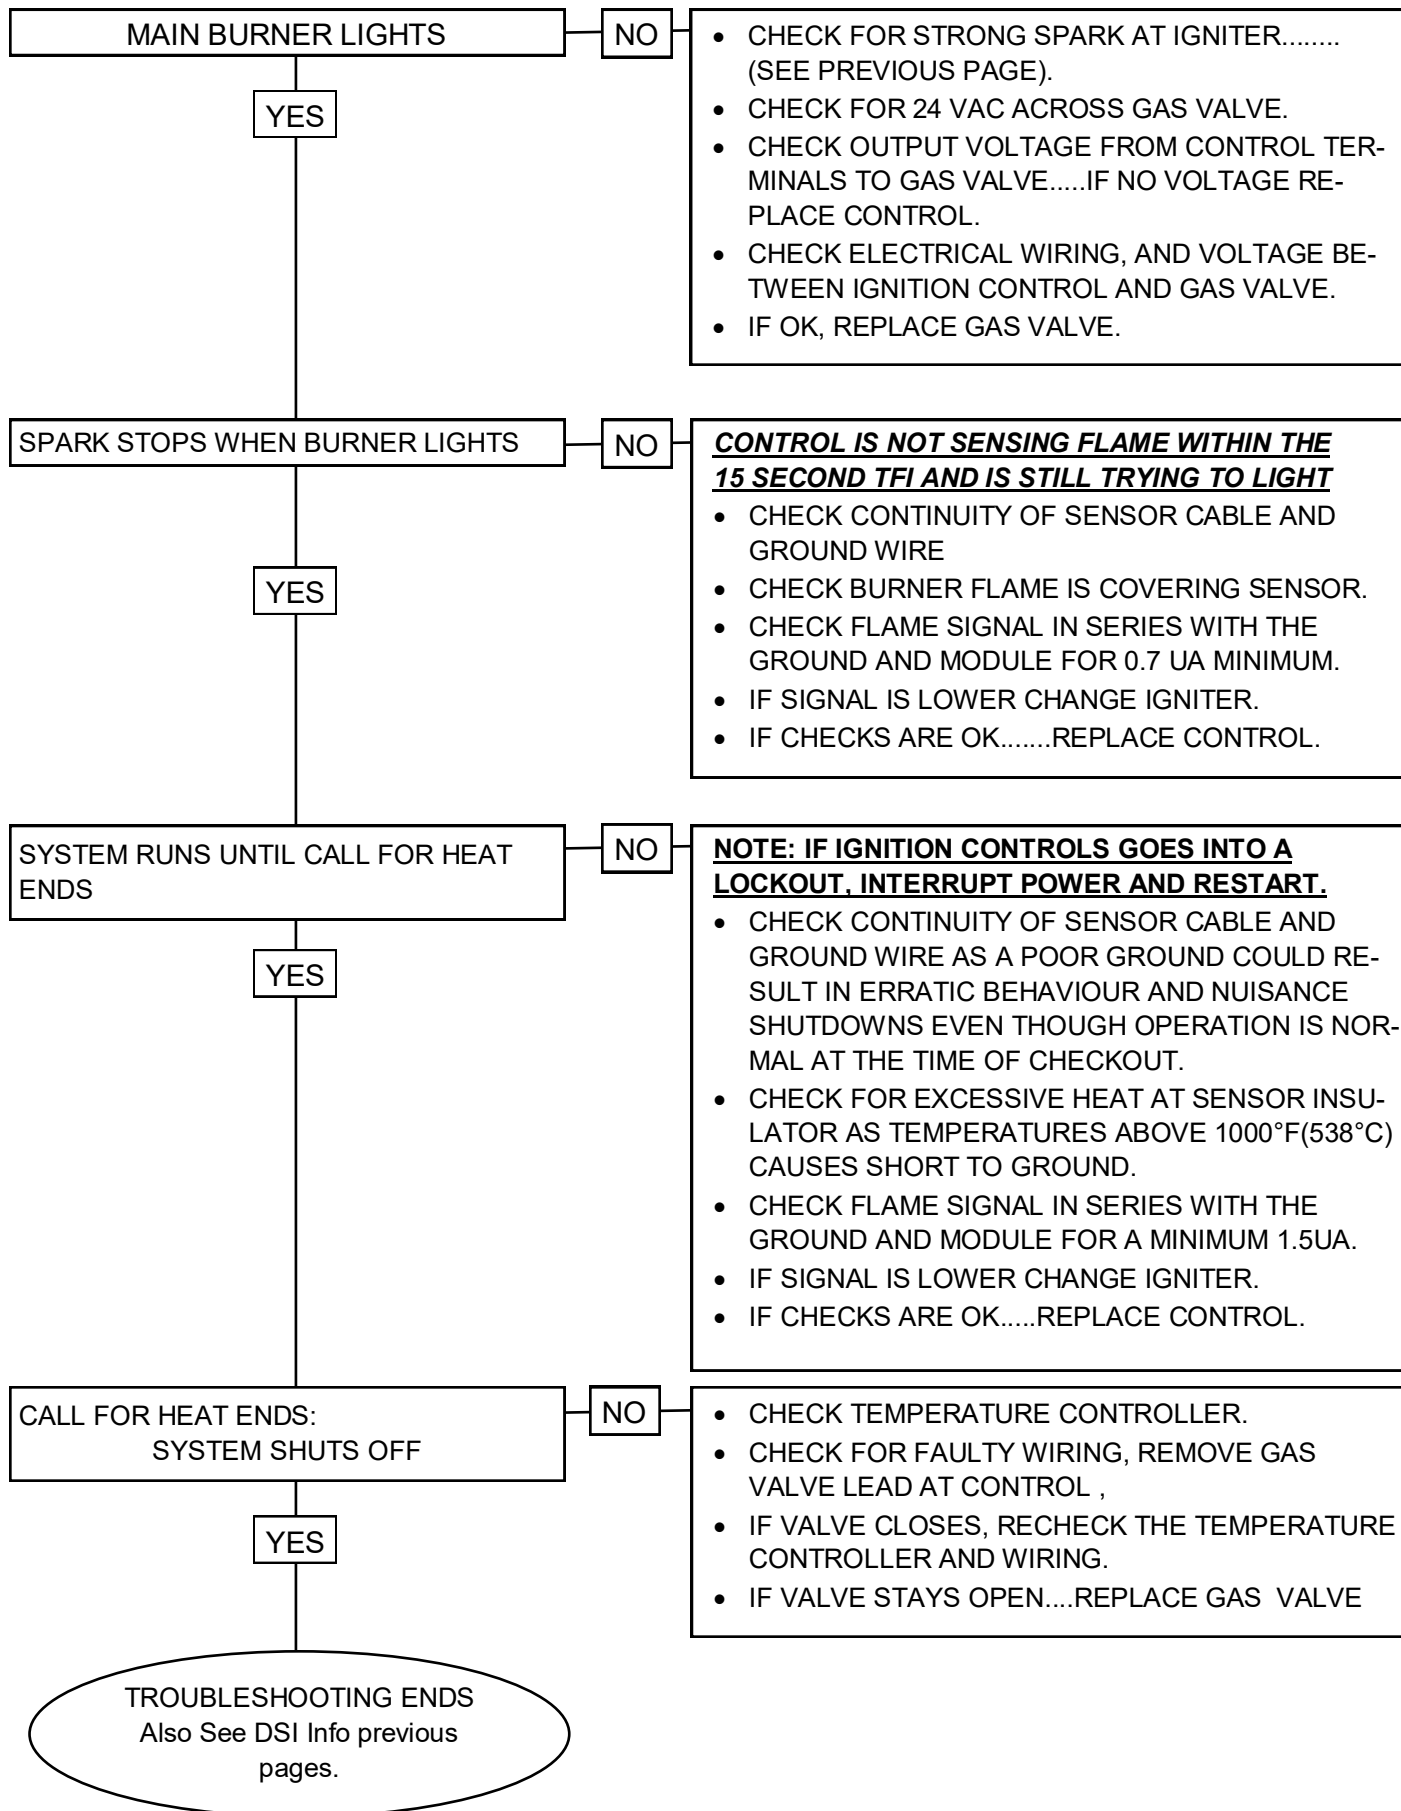 MAIN BURNER LIGHTS
NO
• CHECK FOR STRONG SPARK AT IGNITER........
(SEE PREVIOUS PAGE).
• CHECK FOR 24 VAC ACROSS GAS VALVE.
• CHECK OUTPUT VOLTAGE FROM CONTROL TER-
MINALS TO GAS VALVE.....IF NO VOLTAGE RE-
PLACE CONTROL.
• CHECK ELECTRICAL WIRING, AND VOLTAGE BE-
TWEEN IGNITION CONTROL AND GAS VALVE.
• IF OK, REPLACE GAS VALVE.
YES
SPARK STOPS WHEN BURNER LIGHTS
NO
CONTROL IS NOT SENSING FLAME WITHIN THE
15 SECOND TFI AND IS STILL TRYING TO LIGHT
• CHECK CONTINUITY OF SENSOR CABLE AND
GROUND WIRE
• CHECK BURNER FLAME IS COVERING SENSOR.
• CHECK FLAME SIGNAL IN SERIES WITH THE
GROUND AND MODULE FOR 0.7 UA MINIMUM.
• IF SIGNAL IS LOWER CHANGE IGNITER.
• IF CHECKS ARE OK.......REPLACE CONTROL.
YES
SYSTEM RUNS UNTIL CALL FOR HEAT
ENDS
NO
NOTE: IF IGNITION CONTROLS GOES INTO A
LOCKOUT, INTERRUPT POWER AND RESTART.
• CHECK CONTINUITY OF SENSOR CABLE AND
GROUND WIRE AS A POOR GROUND COULD RE-
SULT IN ERRATIC BEHAVIOUR AND NUISANCE
SHUTDOWNS EVEN THOUGH OPERATION IS NOR-
MAL AT THE TIME OF CHECKOUT.
• CHECK FOR EXCESSIVE HEAT AT SENSOR INSU-
LATOR AS TEMPERATURES ABOVE 1000°F(538°C)
CAUSES SHORT TO GROUND.
• CHECK FLAME SIGNAL IN SERIES WITH THE
GROUND AND MODULE FOR A MINIMUM 1.5UA.
• IF SIGNAL IS LOWER CHANGE IGNITER.
• IF CHECKS ARE OK.....REPLACE CONTROL.
YES
CALL FOR HEAT ENDS:
SYSTEM SHUTS OFF
NO
• CHECK TEMPERATURE CONTROLLER.
• CHECK FOR FAULTY WIRING, REMOVE GAS
VALVE LEAD AT CONTROL ,
• IF VALVE CLOSES, RECHECK THE TEMPERATURE
CONTROLLER AND WIRING.
• IF VALVE STAYS OPEN....REPLACE GAS VALVE
YES
TROUBLESHOOTING ENDS
Also See DSI Info previous
pages.